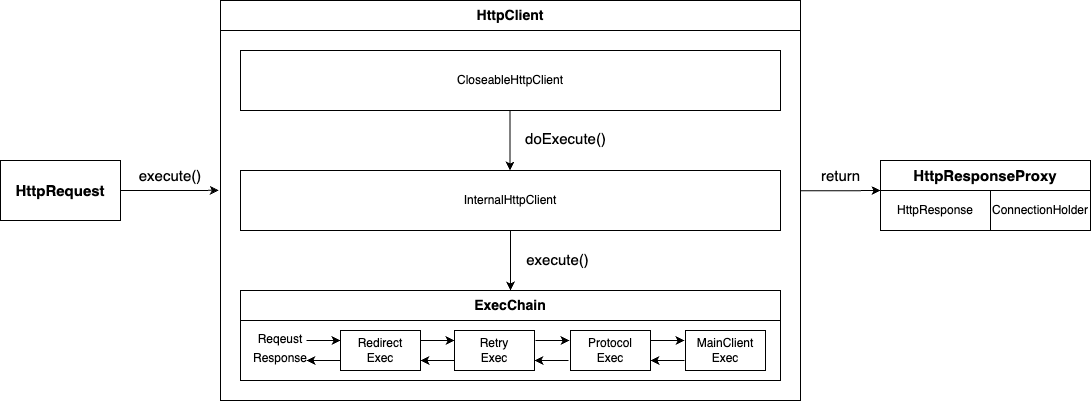 HttpClient
CloseableHttpClient
doExecute()
HttpRequest
execute()
return
HttpResponseProxy
HttpResponse
ConnectionHolder
InternalHttpClient
execute()
ExecChain
Reqeust
Response
Redirect
Exec
Retry
Exec
Protocol
Exec
MainClient
Exec